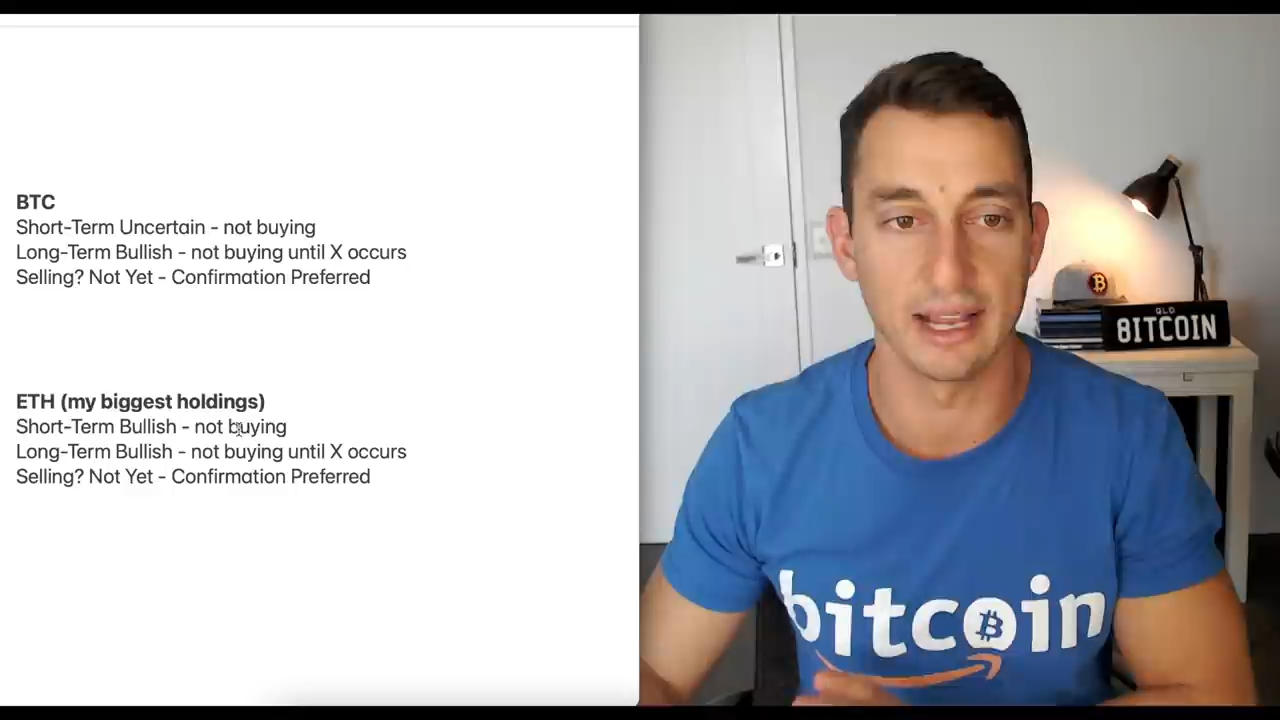 BTC
Short-Term Uncertain - not buying
Long-Term Bullish - not buying until X occurs
Selling? Not Yet - Confirmation Preferred
ETH (my biggest holdings)
Short-Term Bullish - not buying
Long-Term Bullish - not buying until X occurs
Selling? Not Yet - Confirmation Preferred
QLD
8ITCOIN
bitcoin